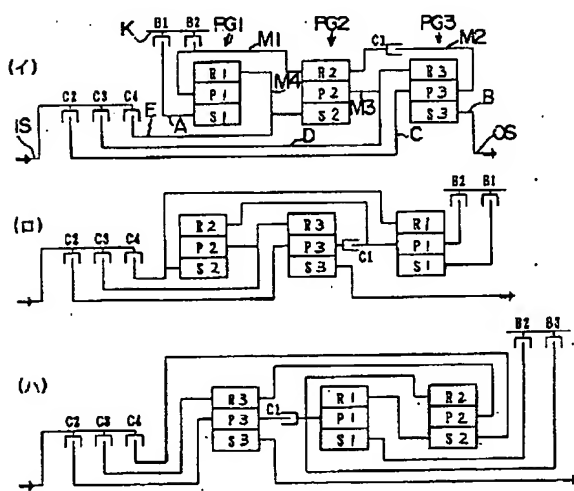 K B1 B2 PG1 PG2 PG3
M1 C1 M2
(イ) R1 R2 R3
M4
P1 P2 P3
M3 B
C2 C3 C4 S1 S2 S3
IS E A D C OS
B2 B1
(ロ) R2 R3 R1
C2 C3 C4 P2 P3 C1 P1
S2 S3 S1
B2 B3
(ハ) R3 R1 R2
C2 C3 C4 P3 C1 P1 P2
S3 S1 S2